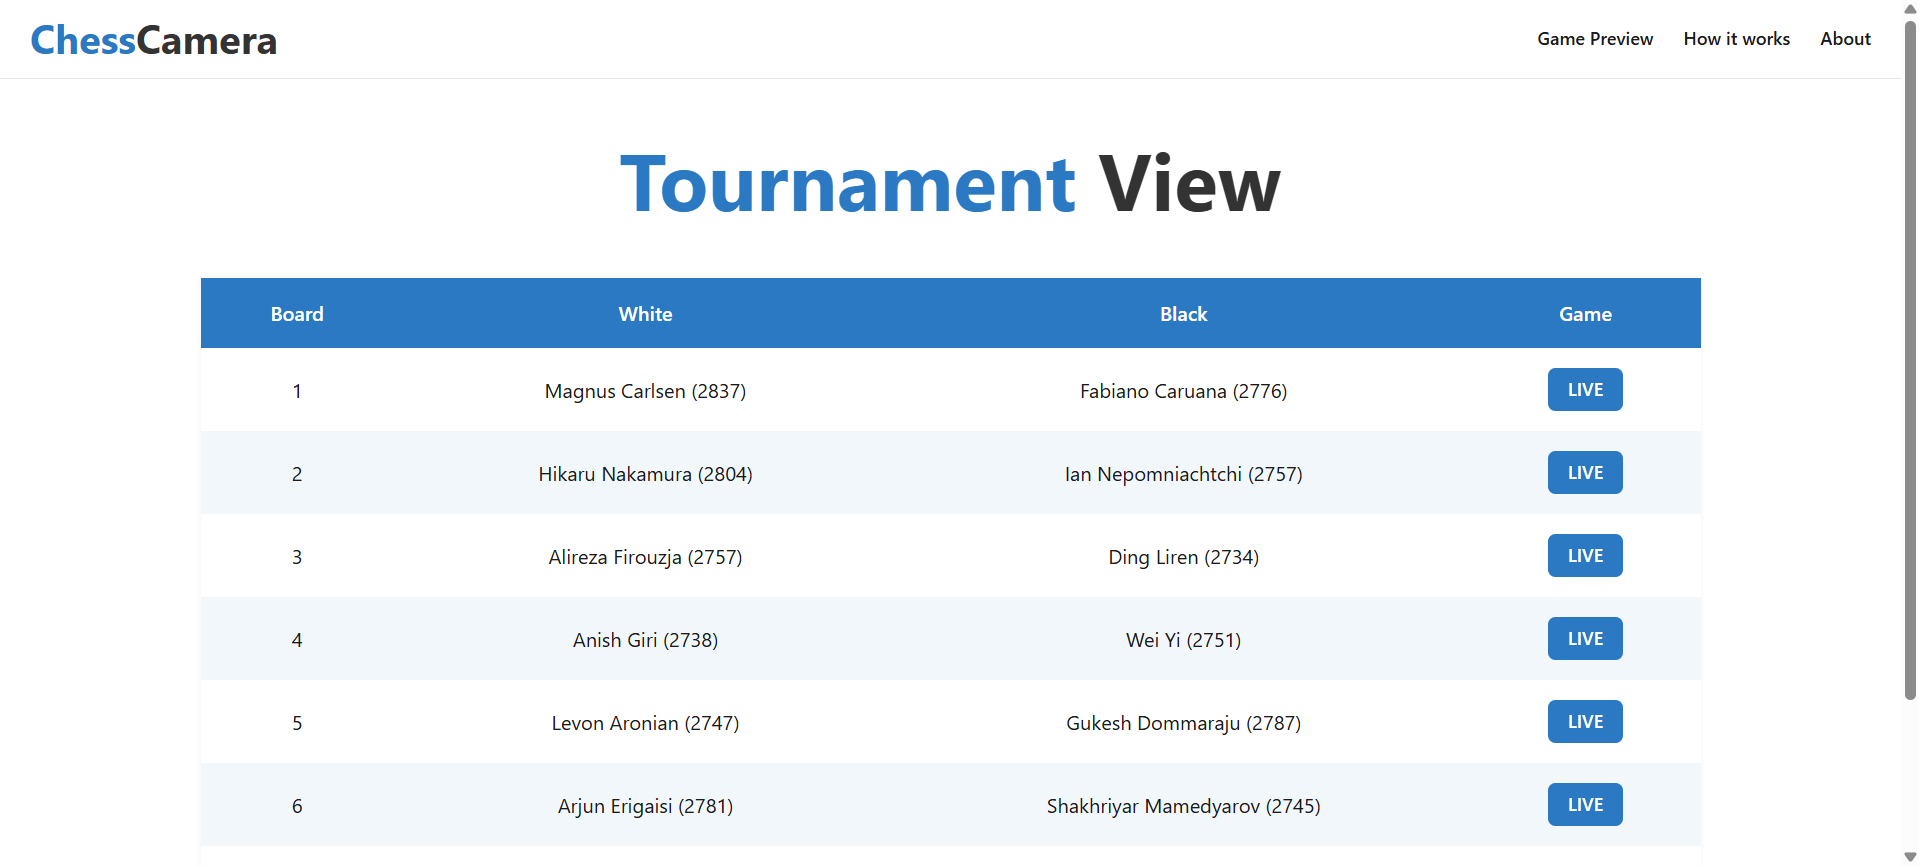 ChessCamera
Game Preview How it works About
Tournament View
Board White Black Game
1 Magnus Carlsen (2837) Fabiano Caruana (2776) LIVE
2 Hikaru Nakamura (2804) Ian Nepomniachtchi (2757) LIVE
3 Alireza Firouzja (2757) Ding Liren (2734) LIVE
4 Anish Giri (2738) Wei Yi (2751) LIVE
5 Levon Aronian (2747) Gukesh Dommaraju (2787) LIVE
6 Arjun Erigaisi (2781) Shakhriyar Mamedyarov (2745) LIVE